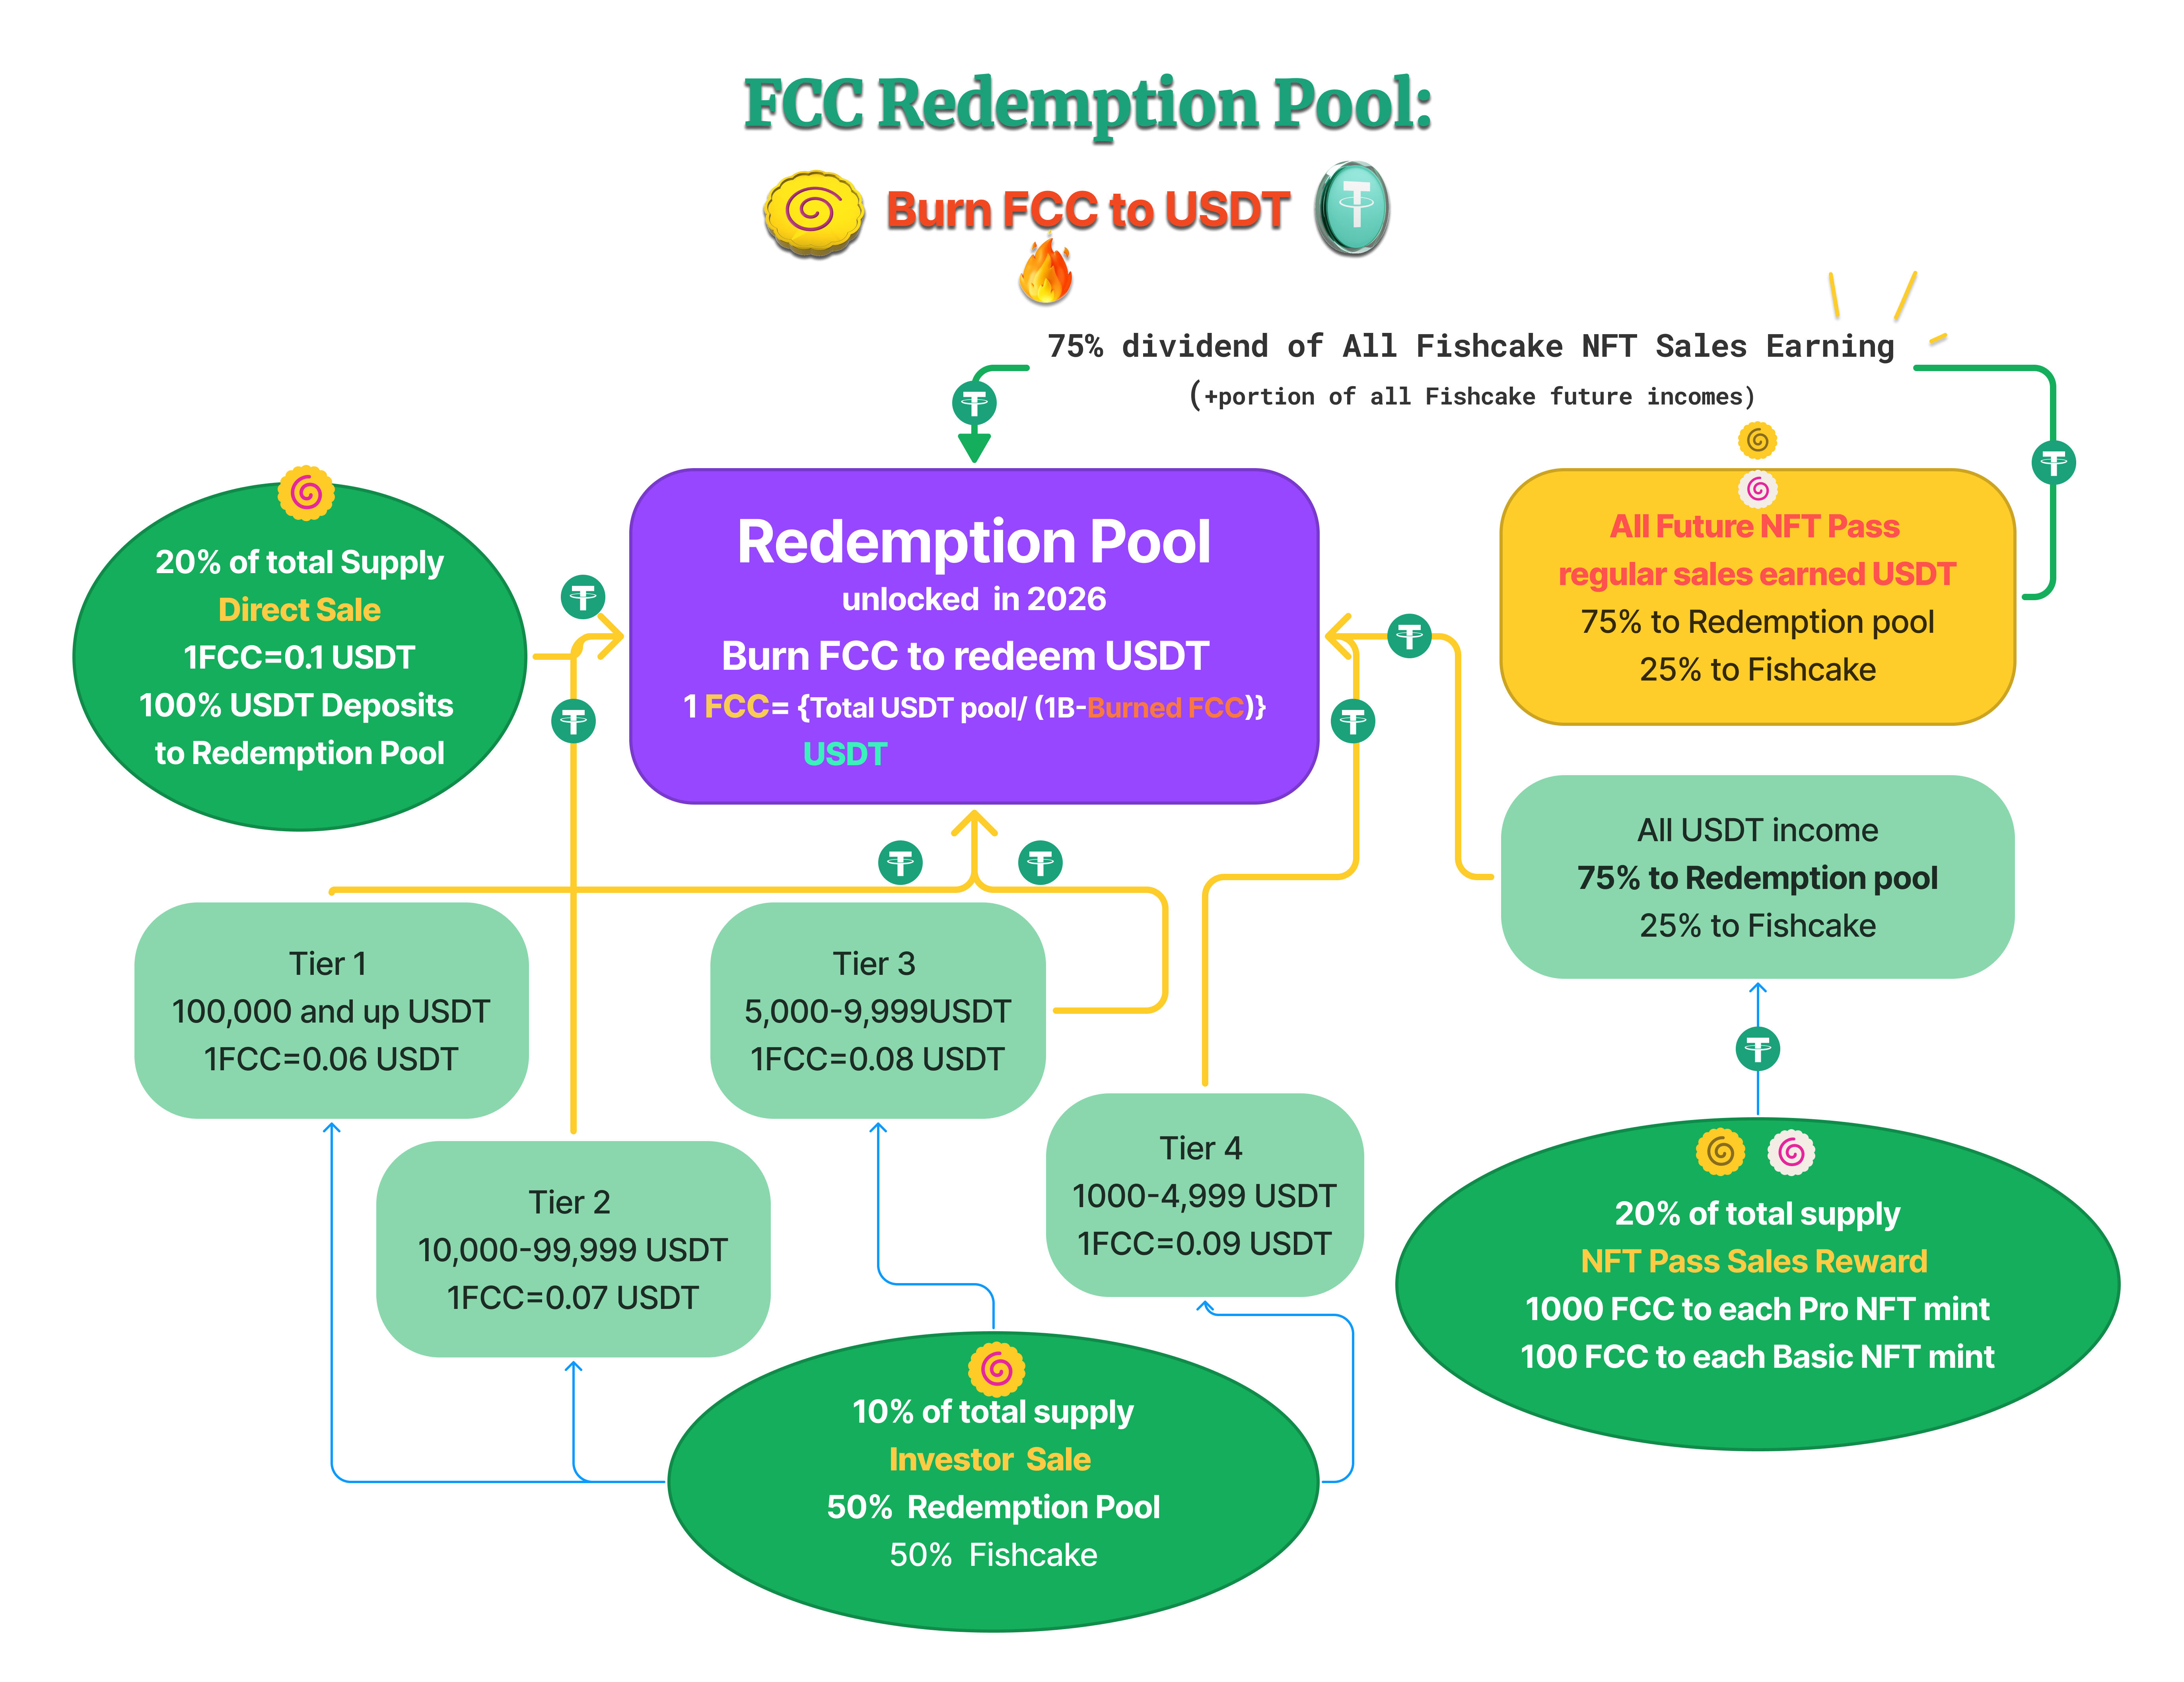 FCC Redemption Pool:
Burn FCC to USDT
75% dividend of All Fishcake NFT Sales Earning
(+portion of all Fishcake future incomes)
20% of total Supply
Direct Sale
1FCC=0.1 USDT
100% USDT Deposits
to Redemption Pool
Redemption Pool
unlocked in 2026
Burn FCC to redeem USDT
1 FCC= {Total USDT pool/ (1B-Burned FCC)}
USDT
All Future NFT Pass
regular sales earned USDT
75% to Redemption pool
25% to Fishcake
All USDT income
75% to Redemption pool
25% to Fishcake
Tier 1
100,000 and up USDT
1FCC=0.06 USDT
Tier 2
10,000-99,999 USDT
1FCC=0.07 USDT
Tier 3
5,000-9,999USDT
1FCC=0.08 USDT
Tier 4
1000-4,999 USDT
1FCC=0.09 USDT
10% of total supply
Investor Sale
50% Redemption Pool
50% Fishcake
20% of total supply
NFT Pass Sales Reward
1000 FCC to each Pro NFT mint
100 FCC to each Basic NFT mint